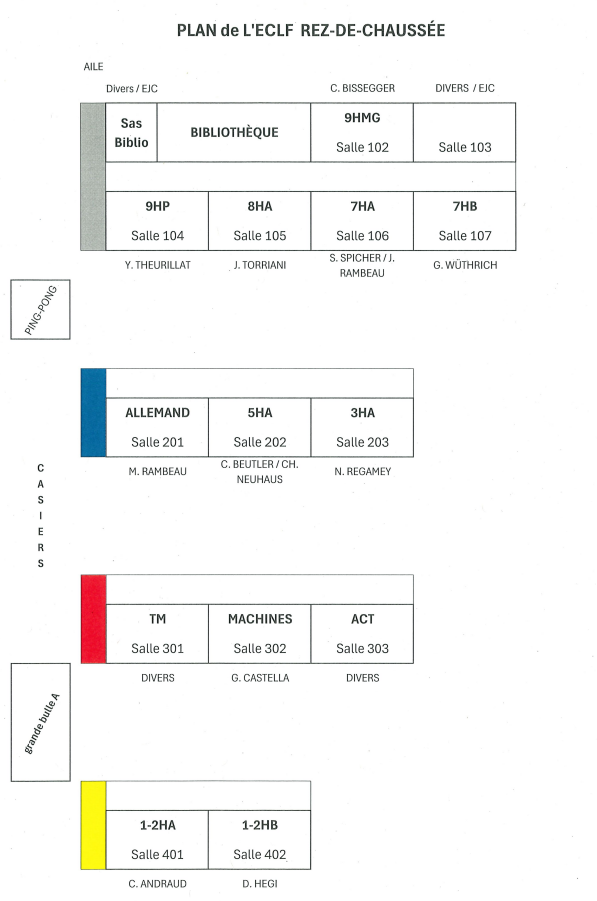 PLAN de L'ECLF REZ-DE-CHAUSSÉE
AILE
Divers / EJC
C. BISSEGGER
DIVERS / EJC
Sas
Biblio
BIBLIOTHÈQUE
9HMG
Salle 102
Salle 103
9HP
Salle 104
8HA
Salle 105
7HA
Salle 106
7HB
Salle 107
Y. THEURILLAT
J. TORRIANI
S. SPICHER / J.
RAMBEAU
G. WÜTHRICH
PING-PONG
ALLEMAND
Salle 201
5HA
Salle 202
3HA
Salle 203
M. RAMBEAU
C. BEUTLER / CH.
NEUHAUS
N. REGAMEY
C
A
S
I
E
R
S
TM
Salle 301
MACHINES
Salle 302
ACT
Salle 303
DIVERS
G. CASTELLA
DIVERS
grande bulle A
1-2HA
Salle 401
1-2HB
Salle 402
C. ANDRAUD
D. HEGI